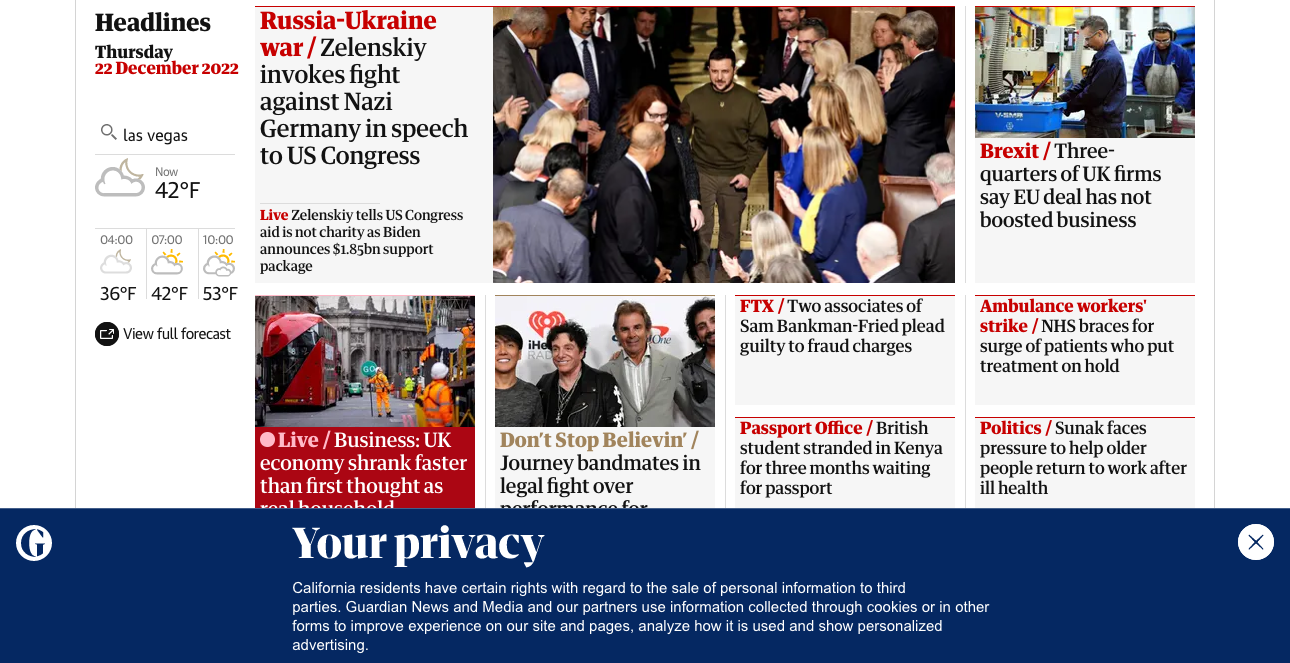 Headlines
Thursday
22 December 2022
las vegas
Now
42°F
04:00
07:00
10:00
36°F
42°F
53°F
View full forecast
Russia-Ukraine
war / Zelenskiy
invokes fight
against Nazi
Germany in speech
to US Congress
Live Zelenskiy tells US Congress
aid is not charity as Biden
announces $1.85bn support
package
V-SMR
Brexit / Three-
quarters of UK firms
say EU deal has not
boosted business
GO
Live / Business: UK
economy shrank faster
than first thought as
real household
iHe
RADI
One
Don’t Stop Believin’ /
Journey bandmates in
legal fight over
performance for
FTX / Two associates of
Sam Bankman-Fried plead
guilty to fraud charges
Ambulance workers'
strike / NHS braces for
surge of patients who put
treatment on hold
Passport Office / British
student stranded in Kenya
for three months waiting
for passport
Politics / Sunak faces
pressure to help older
people return to work after
ill health
G
Your privacy
California residents have certain rights with regard to the sale of personal information to third
parties. Guardian News and Media and our partners use information collected through cookies or in other
forms to improve experience on our site and pages, analyze how it is used and show personalized
advertising.